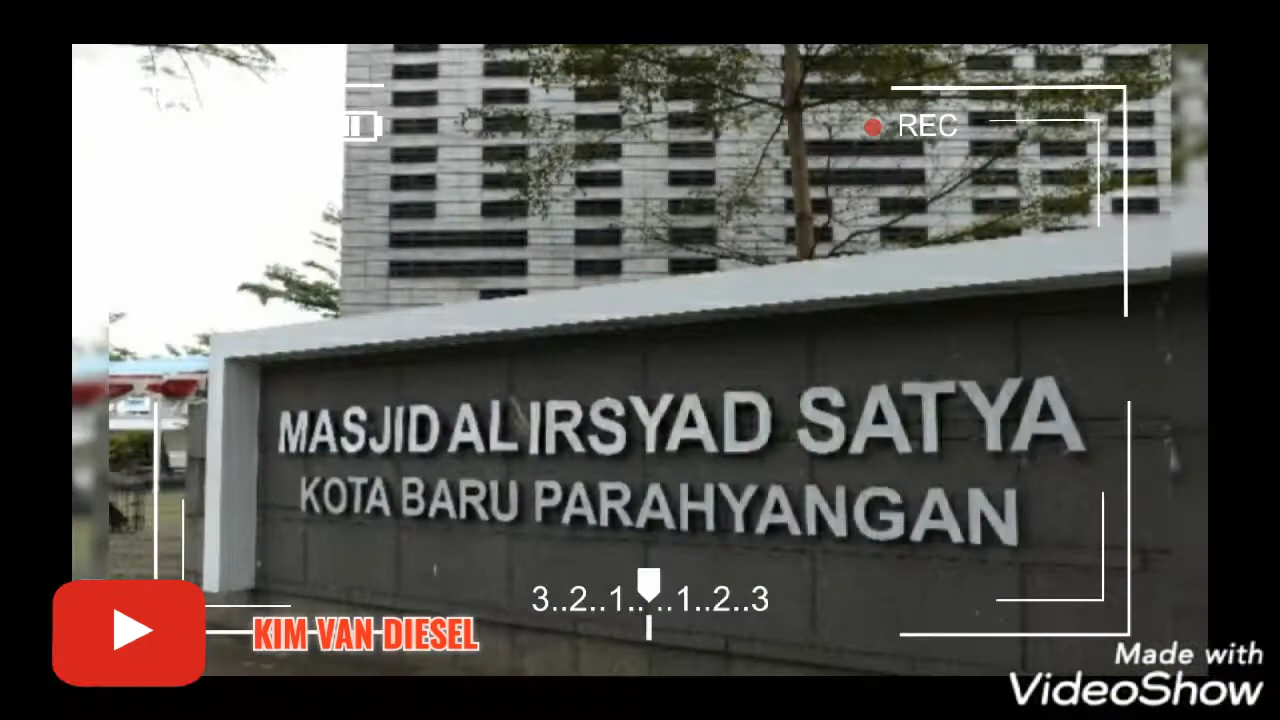 REC
MASJID AL IRSYAD SATYA
KOTA BARU PARAHYANGAN
3..2..1....1..2..3
KIM VAN DIESEL
Made with
VideoShow